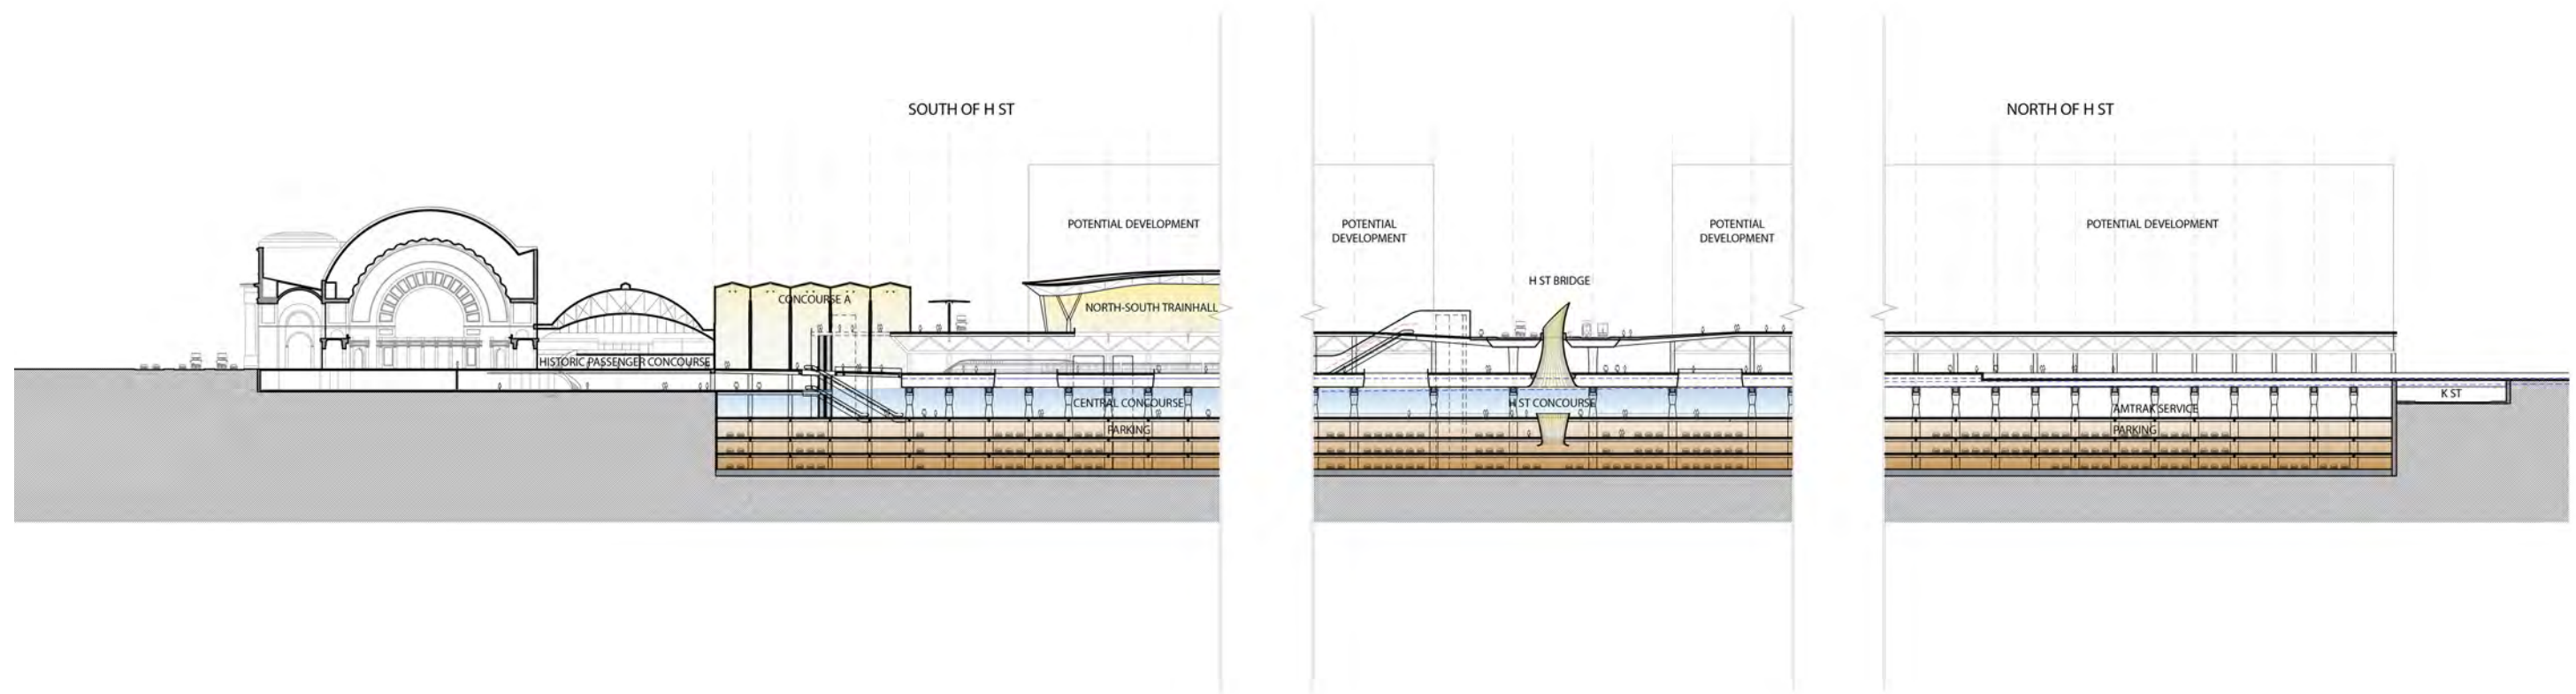 SOUTH OF H ST
NORTH OF H ST
POTENTIAL DEVELOPMENT
POTENTIAL
DEVELOPMENT
POTENTIAL
DEVELOPMENT
POTENTIAL DEVELOPMENT
H ST BRIDGE
CONCOURSE A
NORTH-SOUTH TRAINHALL
HISTORIC PASSENGER CONCOURSE
CENTRAL CONCOURSE
H ST CONCOURSE
K ST
AMTRAK SERVICE
PARKING
PARKING